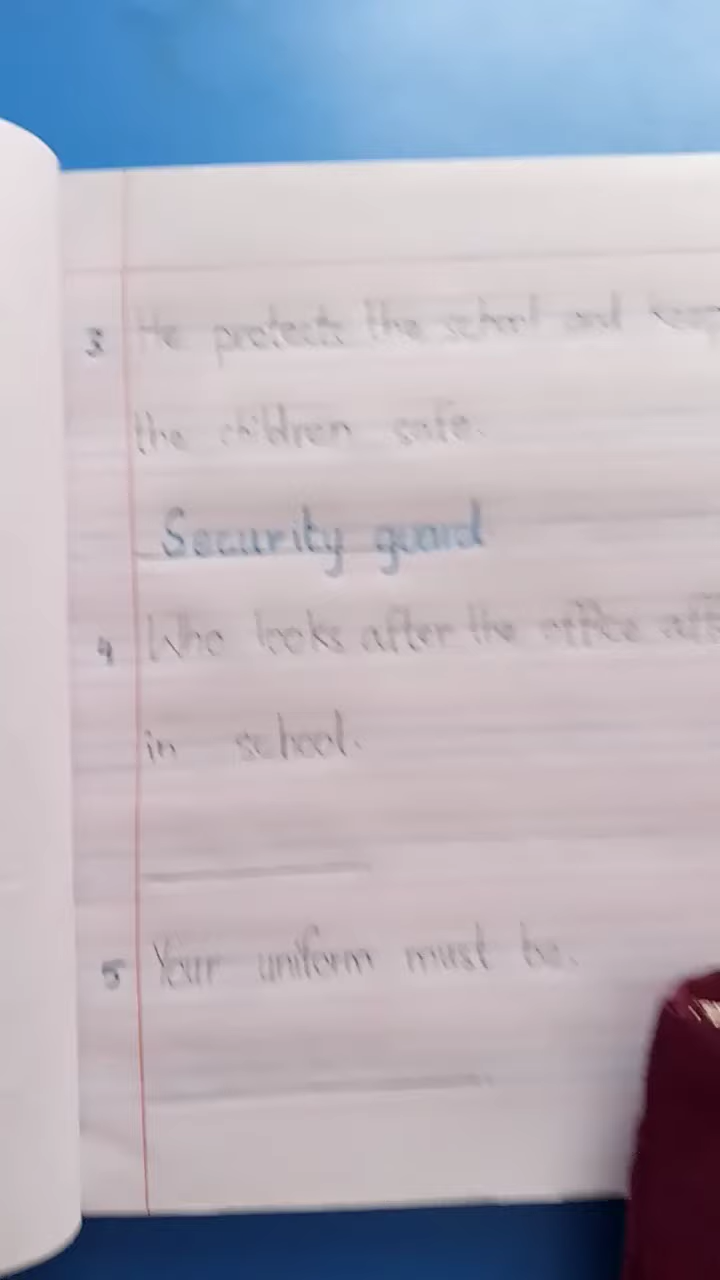 3 He protects the school and keep
the children safe.
Security guard
4 Who looks after the office
in school.
5 Your uniform must be.